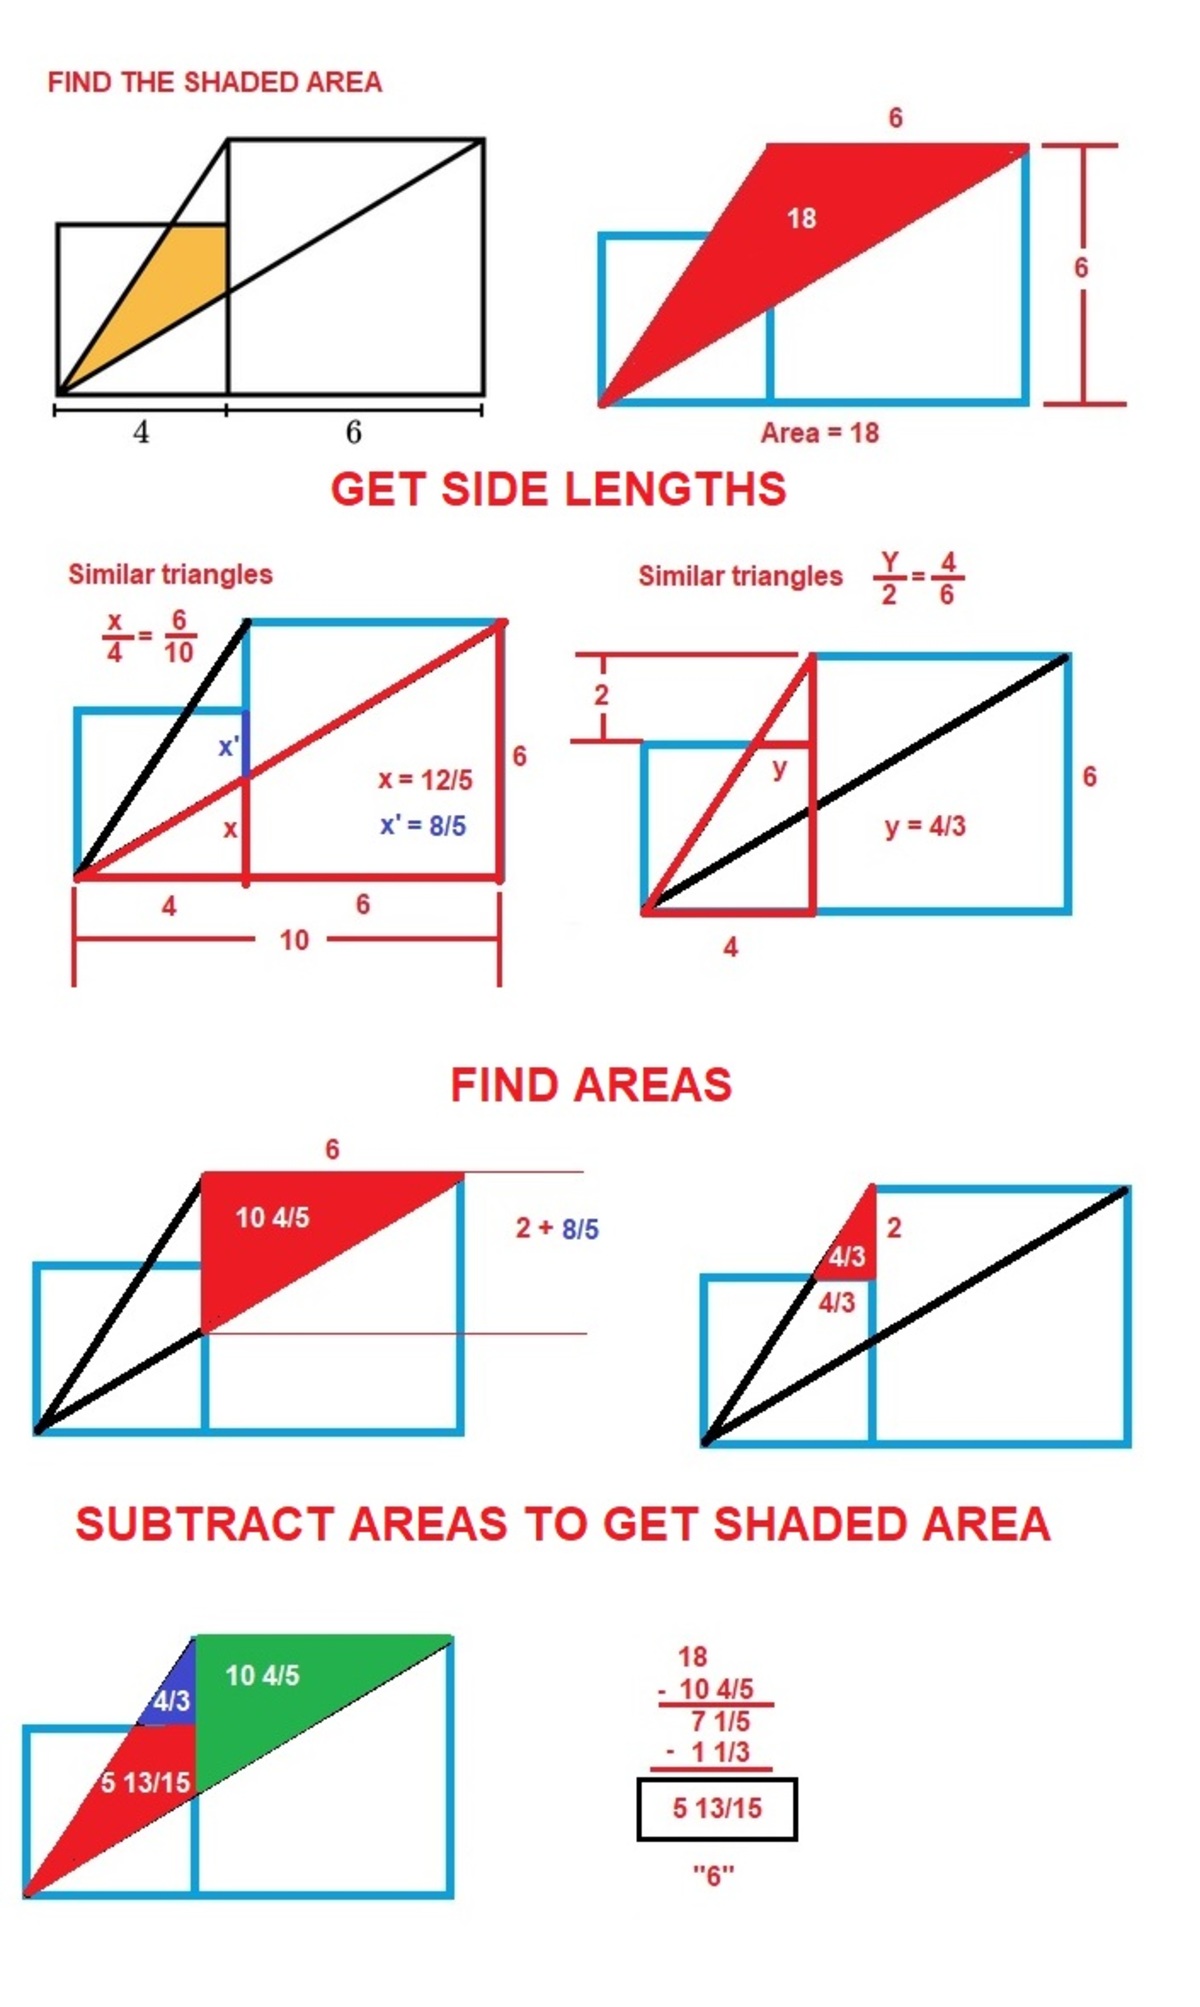 FIND THE SHADED AREA
4
6
6
18
6
Area = 18
GET SIDE LENGTHS
Similar triangles
x/4 = 6/10
x'
x
6
x = 12/5
x' = 8/5
4
6
10
Similar triangles Y/2 = 4/6
2
y
6
y = 4/3
4
FIND AREAS
6
10 4/5
2 + 8/5
2
4/3
4/3
SUBTRACT AREAS TO GET SHADED AREA
10 4/5
4/3
5 13/15
18
- 10 4/5
7 1/5
- 1 1/3
5 13/15
"6"